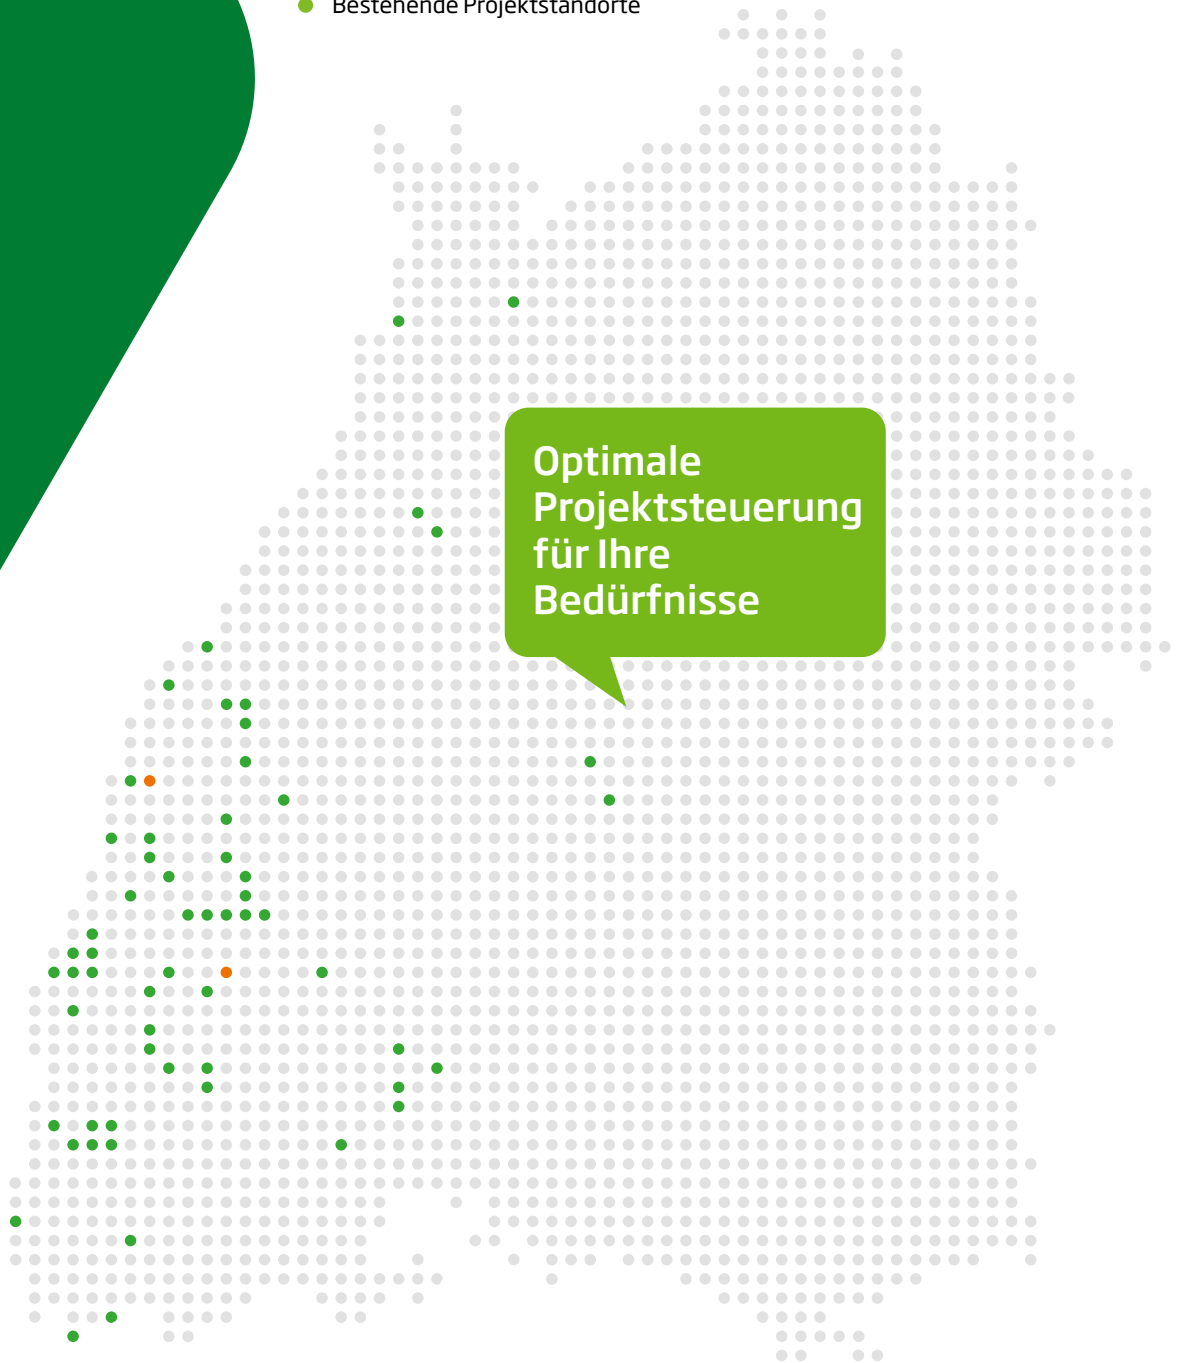 Bestehende Projektstandorte
Optimale
Projektsteuerung
für Ihre
Bedürfnisse